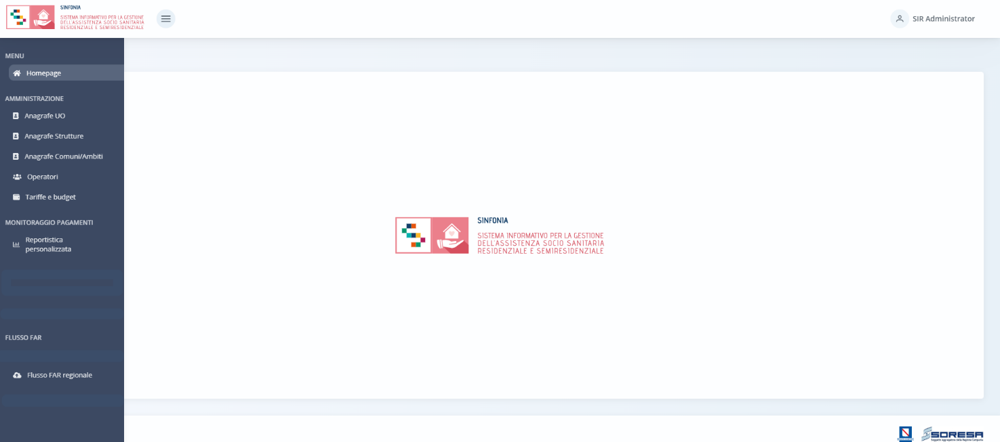 SINFONIA
SISTEMA INFORMATIVO PER LA GESTIONE
DELL'ASSISTENZA SOCIO SANITARIA
RESIDENZIALE E SEMIRESIDENZIALE
SIR Administrator
MENU
Homepage
AMMINISTRAZIONE
Anagrafe UO
Anagrafe Strutture
Anagrafe Comuni/Ambiti
Operatori
Tariffe e budget
MONITORAGGIO PAGAMENTI
Reportistica
personalizzata
FLUSSO FAR
Flusso FAR regionale
SINFONIA
SISTEMA INFORMATIVO PER LA GESTIONE
DELL'ASSISTENZA SOCIO SANITARIA
RESIDENZIALE E SEMIRESIDENZIALE
SORESA